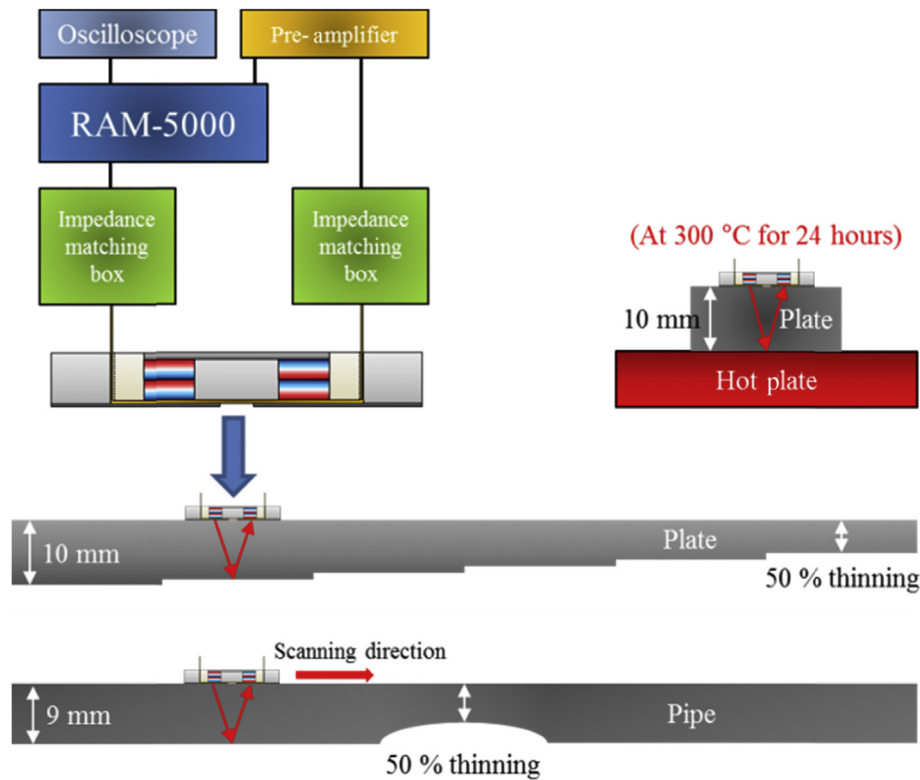 Oscilloscope
Pre- amplifier
RAM-5000
Impedance
matching
box
Impedance
matching
box
(At 300 °C for 24 hours)
10 mm
Plate
Hot plate
10 mm
Plate
50 % thinning
Scanning direction
9 mm
Pipe
50 % thinning